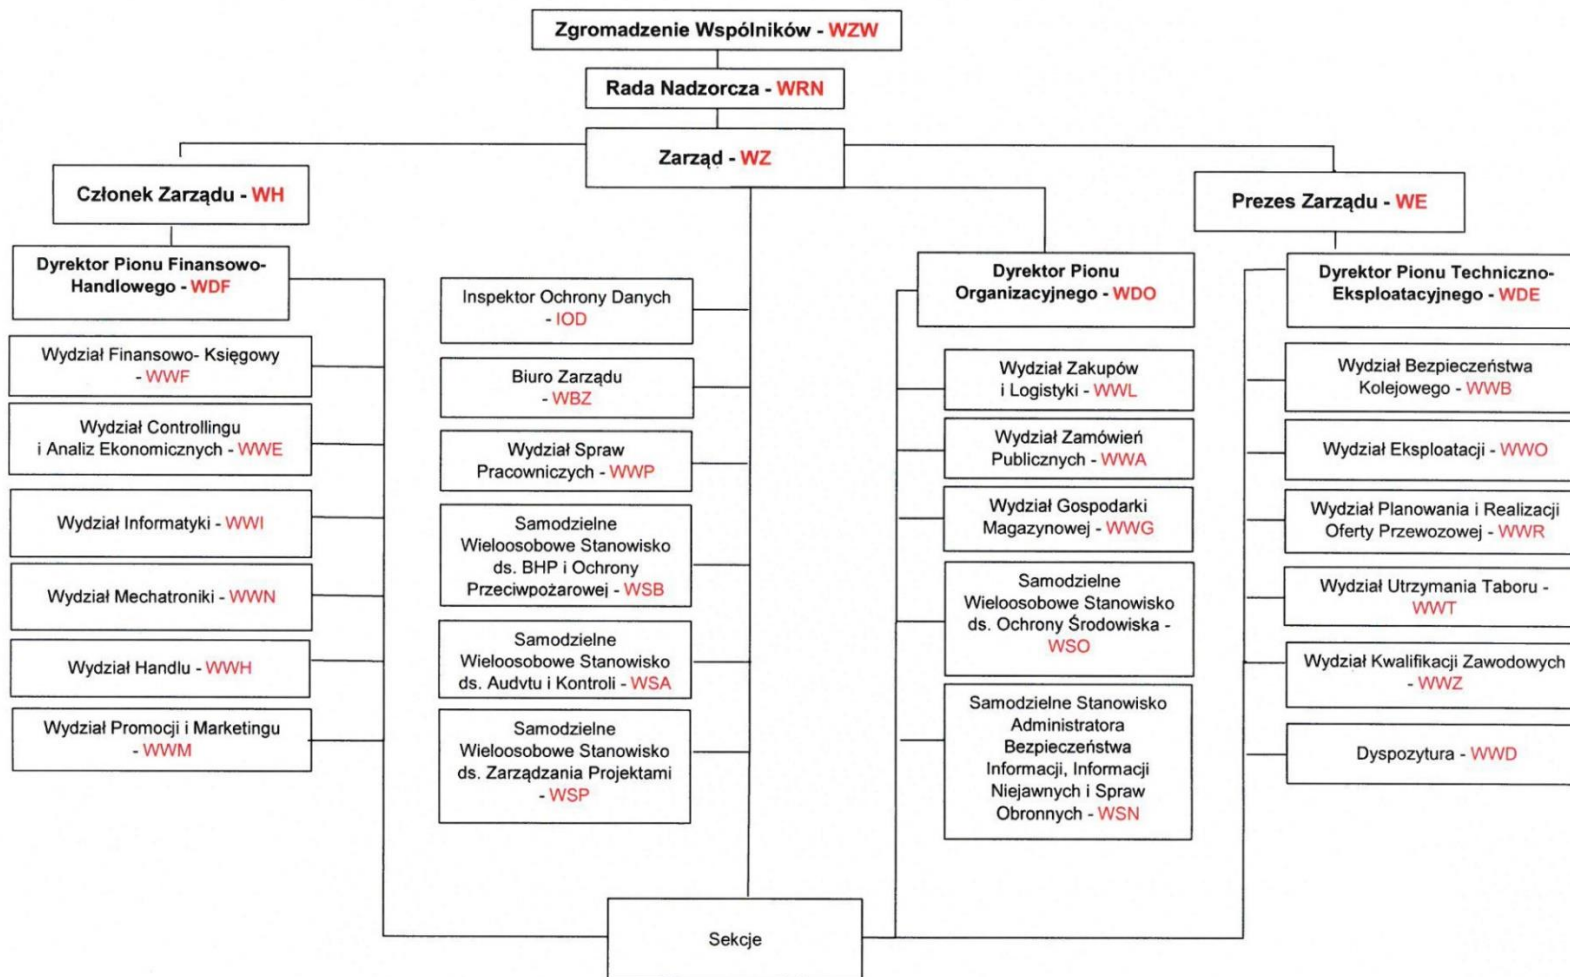 Zgromadzenie Wspólników - WZW
Rada Nadzorcza - WRN
Zarząd - WZ
Członek Zarządu - WH
Prezes Zarządu - WE
Dyrektor Pionu Finansowo-
Handlowego - WDF
Wydział Finansowo- Księgowy
- WWF
Wydział Controllingu
i Analiz Ekonomicznych - WWE
Wydział Informatyki - WWI
Wydział Mechatroniki - WWN
Wydział Handlu - WWH
Wydział Promocji i Marketingu
- WWM
Inspektor Ochrony Danych
- IOD
Biuro Zarządu
- WBZ
Wydział Spraw
Pracowniczych - WWP
Samodzielne
Wieloosobowe Stanowisko
ds. BHP i Ochrony
Przeciwpożarowej - WSB
Samodzielne
Wieloosobowe Stanowisko
ds. Audytu i Kontroli - WSA
Samodzielne
Wieloosobowe Stanowisko
ds. Zarządzania Projektami
- WSP
Dyrektor Pionu
Organizacyjnego - WDO
Wydział Zakupów
i Logistyki - WWL
Wydział Zamówień
Publicznych - WWA
Wydział Gospodarki
Magazynowej - WWG
Samodzielne
Wieloosobowe Stanowisko
ds. Ochrony Środowiska -
WSO
Samodzielne Stanowisko
Administratora
Bezpieczeństwa
Informacji, Informacji
Niejawnych i Spraw
Obronnych - WSN
Dyrektor Pionu Techniczno-
Eksploatacyjnego - WDE
Wydział Bezpieczeństwa
Kolejowego - WWB
Wydział Eksploatacji - WWO
Wydział Planowania i Realizacji
Oferty Przewozowej - WWR
Wydział Utrzymania Taboru -
WWT
Wydział Kwalifikacji Zawodowych
- WWZ
Dyspozytura - WWD
Sekcje